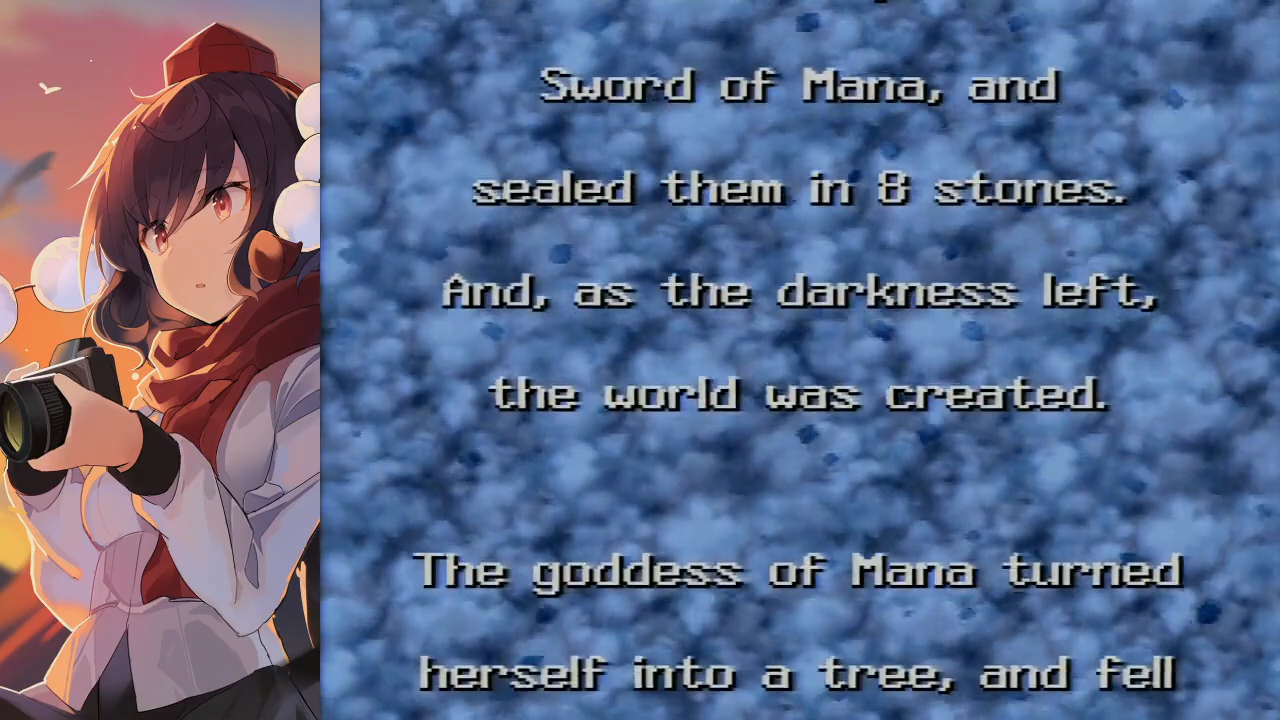 Sword of Mana, and
sealed them in 8 stones.
And, as the darkness left,
the world was created.
The goddess of Mana turned
herself into a tree, and fell